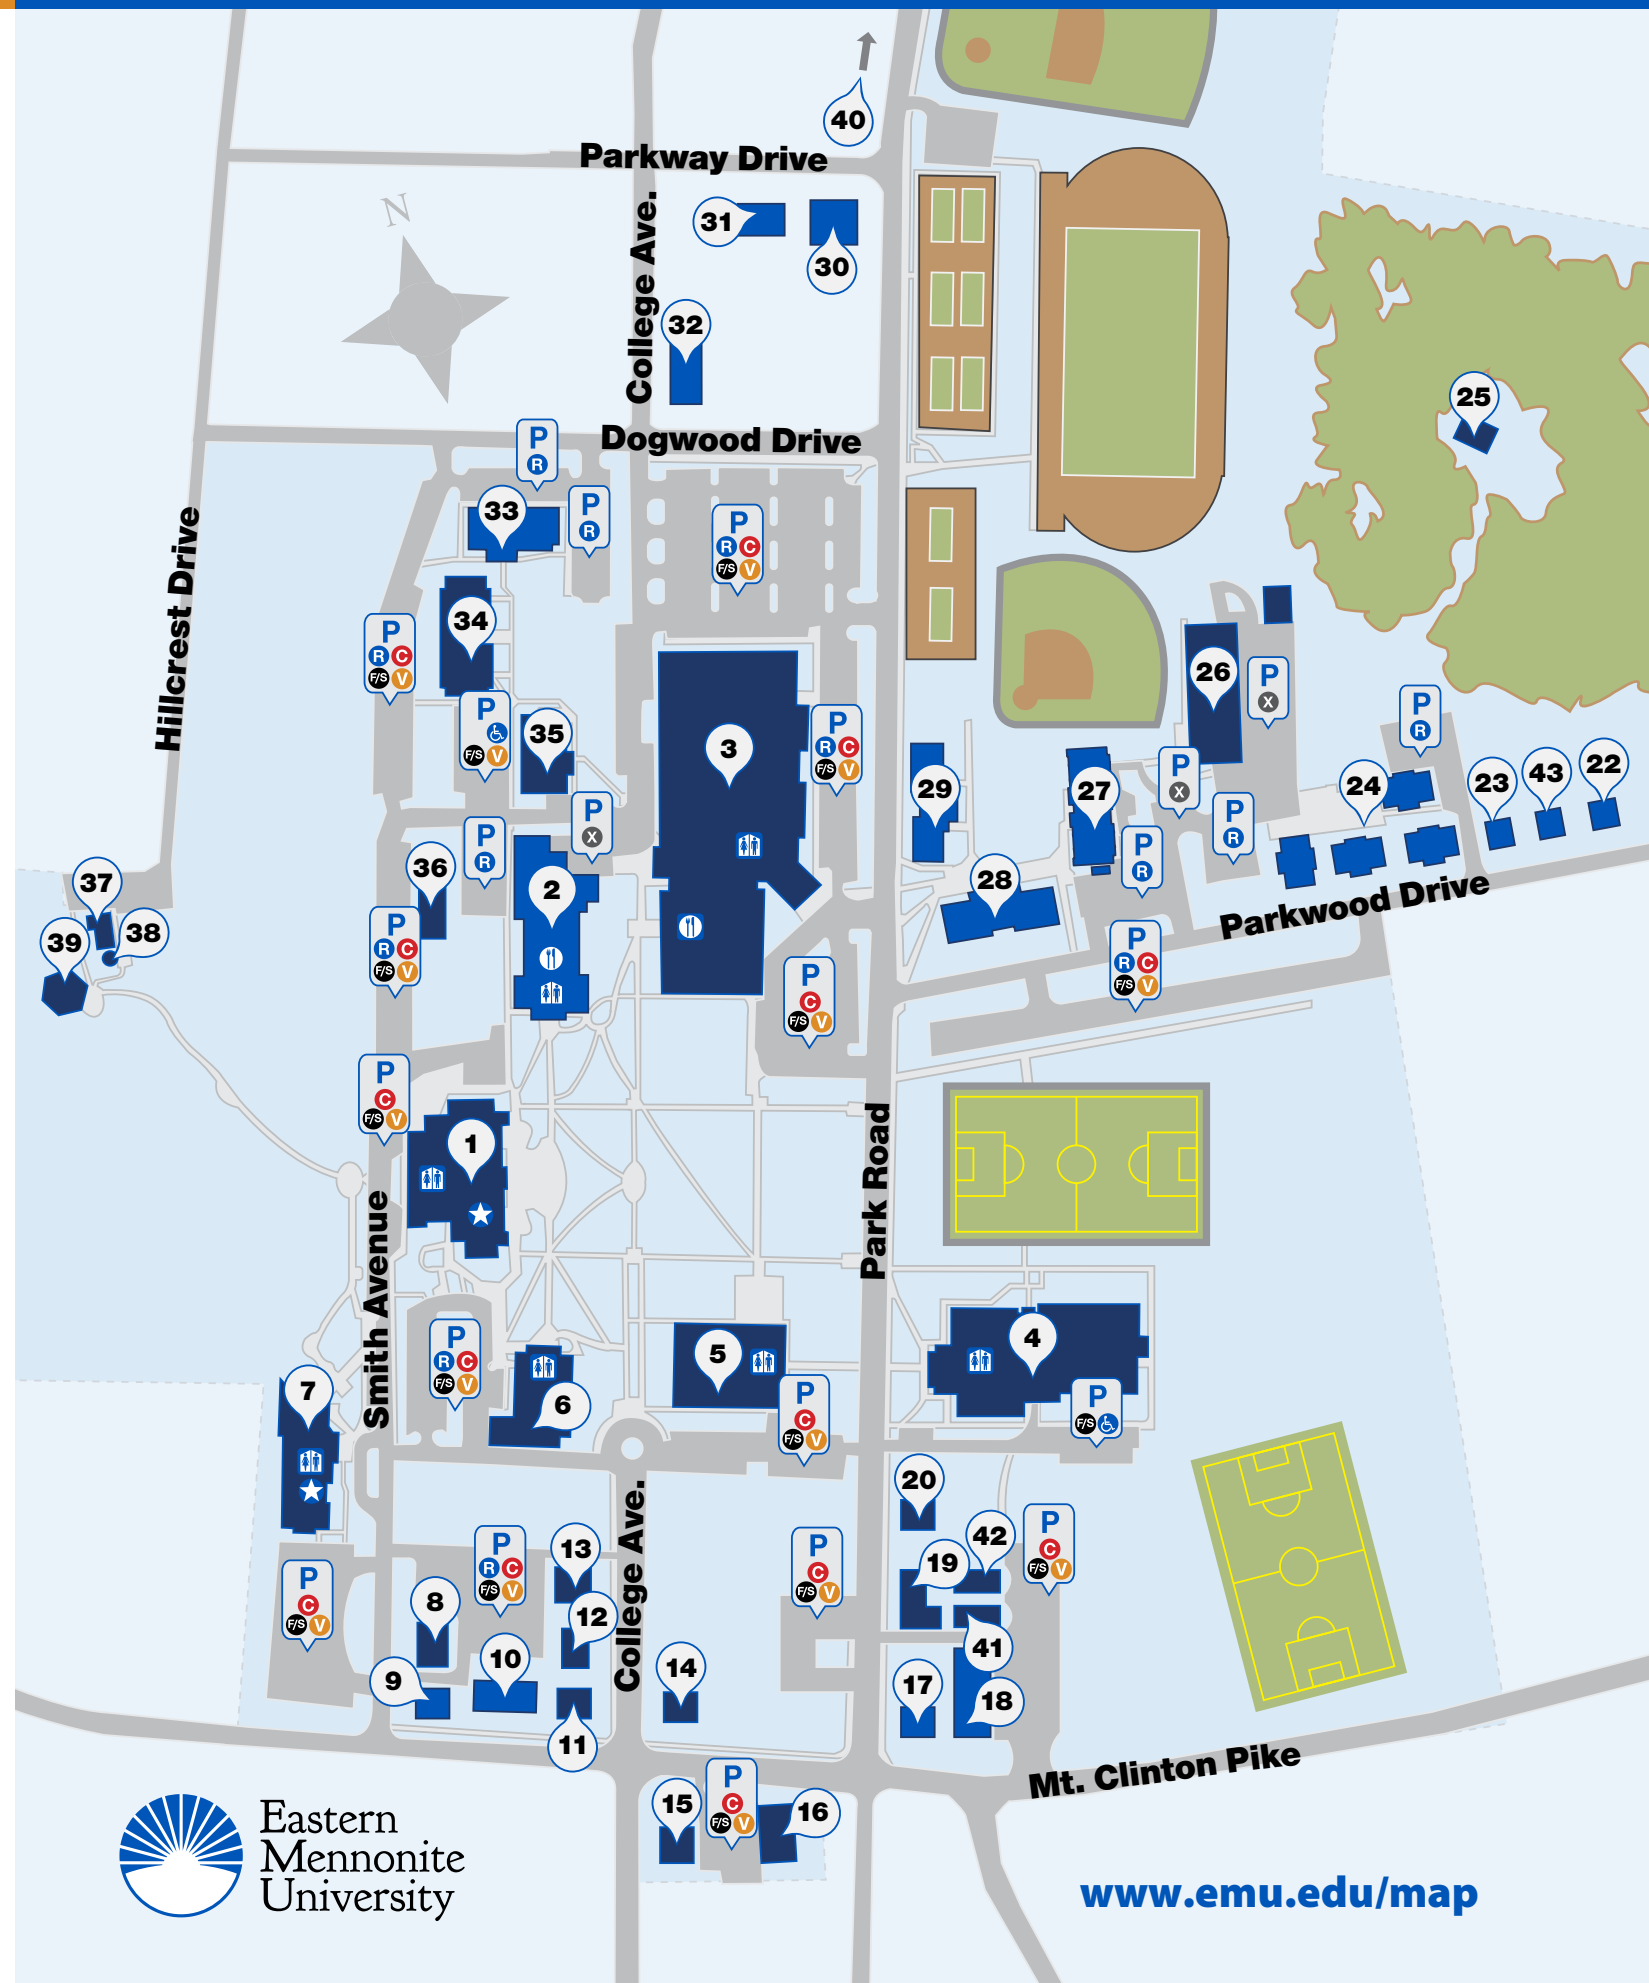 40
Parkway Drive
N
College Ave.
31
30
32
25
Dogwood Drive
P
R
33
P
R
P
R C
F/S V
Hillcrest Drive
34
P
R C
F/S V
26
P
X
P
F/S V
35
3
P
R C
F/S V
P
R
24
23
43
22
P
X
29
27
P
X
P
R
P
R
P
R
36
2
28
37
38
39
P
R C
F/S V
Parkwood Drive
P
R C
F/S V
P
C
F/S V
P
C
F/S V
1
Park Road
Smith Avenue
P
R C
F/S V
6
5
4
7
P
C
F/S V
P
F/S
20
College Ave.
13
42
19
P
C
F/S V
P
R C
F/S V
P
C
F/S V
P
C
F/S V
8
12
41
10
14
9
17
18
11
Mt. Clinton Pike
15
P
C
F/S V
16
Eastern
Mennonite
University
www.emu.edu/map